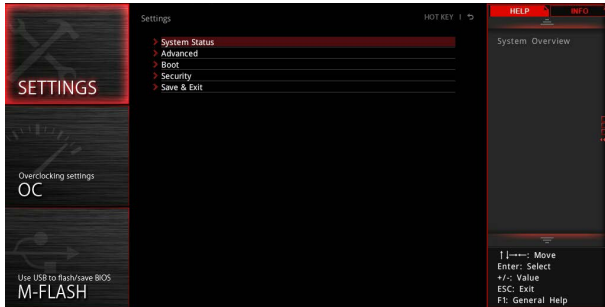 Settings
HOT KEY |
HELP
INFO
System Status
Advanced
Boot
Security
Save & Exit
System Overview
SETTINGS
Overclocking settings
OC
Use USB to flash/save BIOS
M-FLASH
↑↓→←: Move
Enter: Select
+/-: Value
ESC: Exit
F1: General Help